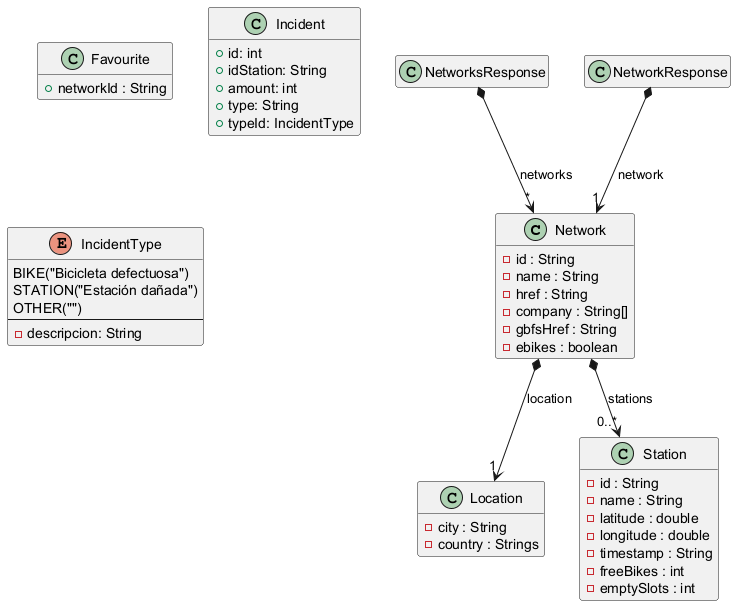 C Favourite
networkId : String
C Incident
id: int
idStation: String
amount: int
type: String
typeId: IncidentType
C NetworksResponse
C NetworkResponse
networks
network
*
1
E IncidentType
BIKE("Bicicleta defectuosa")
STATION("Estación dañada")
OTHER("")
descripcion: String
C Network
id : String
name : String
href : String
company : String[]
gbfsHref : String
ebikes : boolean
location
stations
1
0..*
C Location
city : String
country : Strings
C Station
id : String
name : String
latitude : double
longitude : double
timestamp : String
freeBikes : int
emptySlots : int